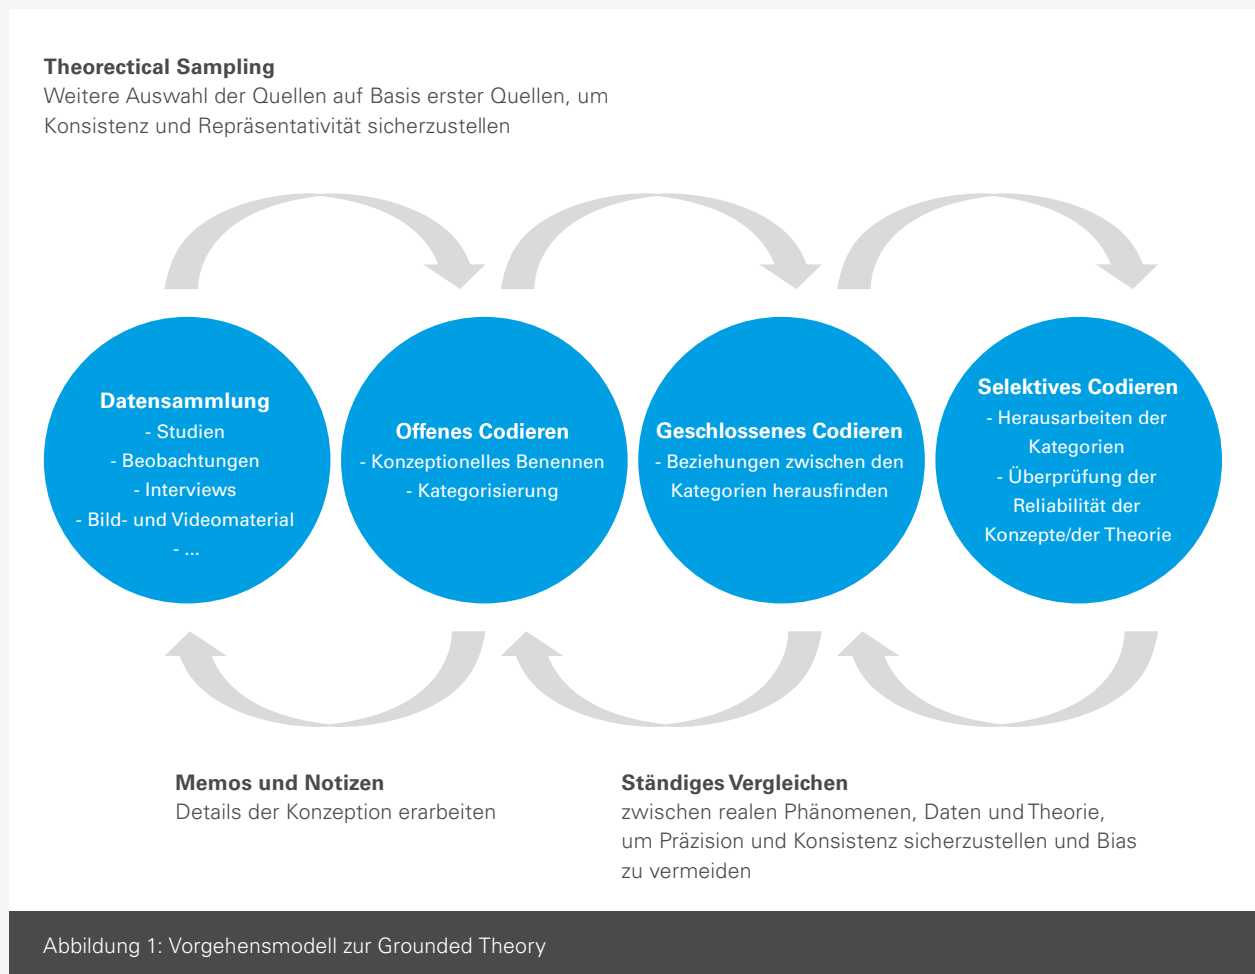 Theorectical Sampling
Weitere Auswahl der Quellen auf Basis erster Quellen, um
Konsistenz und Repräsentativität sicherzustellen
Datensammlung
- Studien
- Beobachtungen
- Interviews
- Bild- und Videomaterial
- ...
Offenes Codieren
- Konzeptionelles Benennen
- Kategorisierung
Geschlossenes Codieren
- Beziehungen zwischen den
Kategorien herausfinden
Selektives Codieren
- Herausarbeiten der
Kategorien
- Überprüfung der
Reliabilität der
Konzepte/der Theorie
Memos und Notizen
Details der Konzeption erarbeiten
Ständiges Vergleichen
zwischen realen Phänomenen, Daten und Theorie,
um Präzision und Konsistenz sicherzustellen und Bias
zu vermeiden
Abbildung 1: Vorgehensmodell zur Grounded Theory